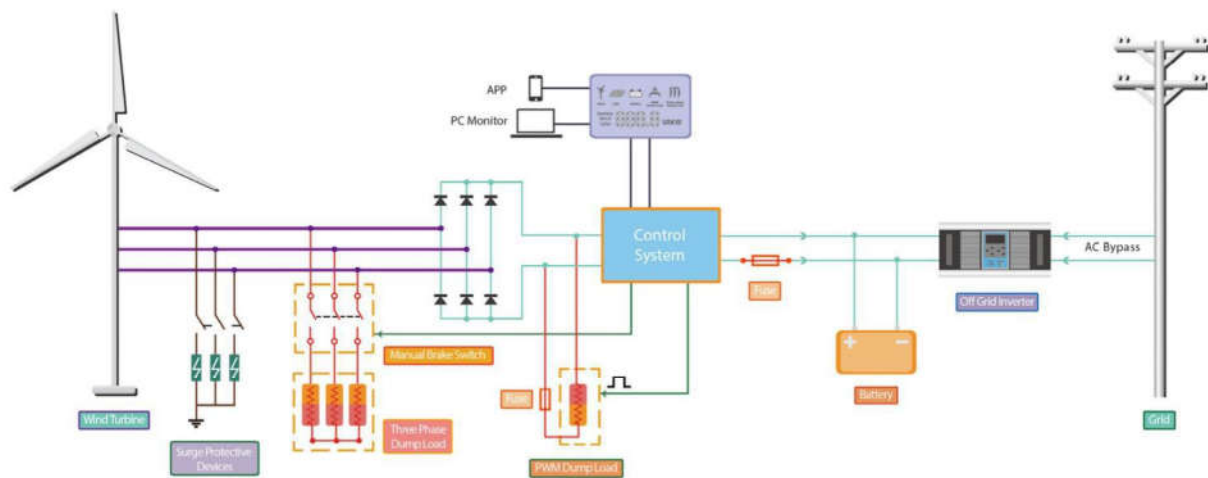 APP
PC Monitor
Control
System
AC Bypass
Fuse
Off Grid Inverter
Manual Brake Switch
+ −
Battery
Fuse
Three Phase
Dump Load
Wind Turbine
Grid
Surge Protective
Devices
PWM Dump Load